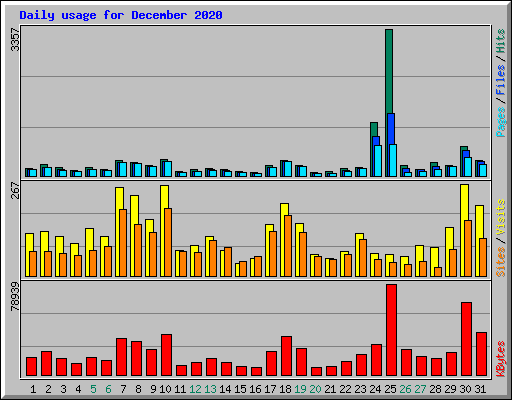 Daily usage for December 2020
3357
Pages / Files / Hits
267
Sites / Visits
78939
KBytes
1 2 3 4 5 6 7 8 9 10 11 12 13 14 15 16 17 18 19 20 21 22 23 24 25 26 27 28 29 30 31